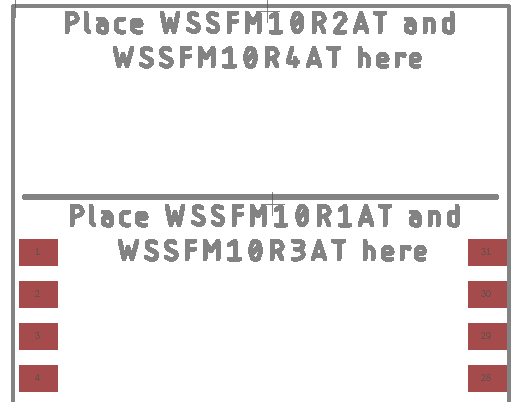 Place WSSFM10R2AT and
WSSFM10R4AT here
Place WSSFM10R1AT and
WSSFM10R3AT here
1 31
2 30
3 29
4 28